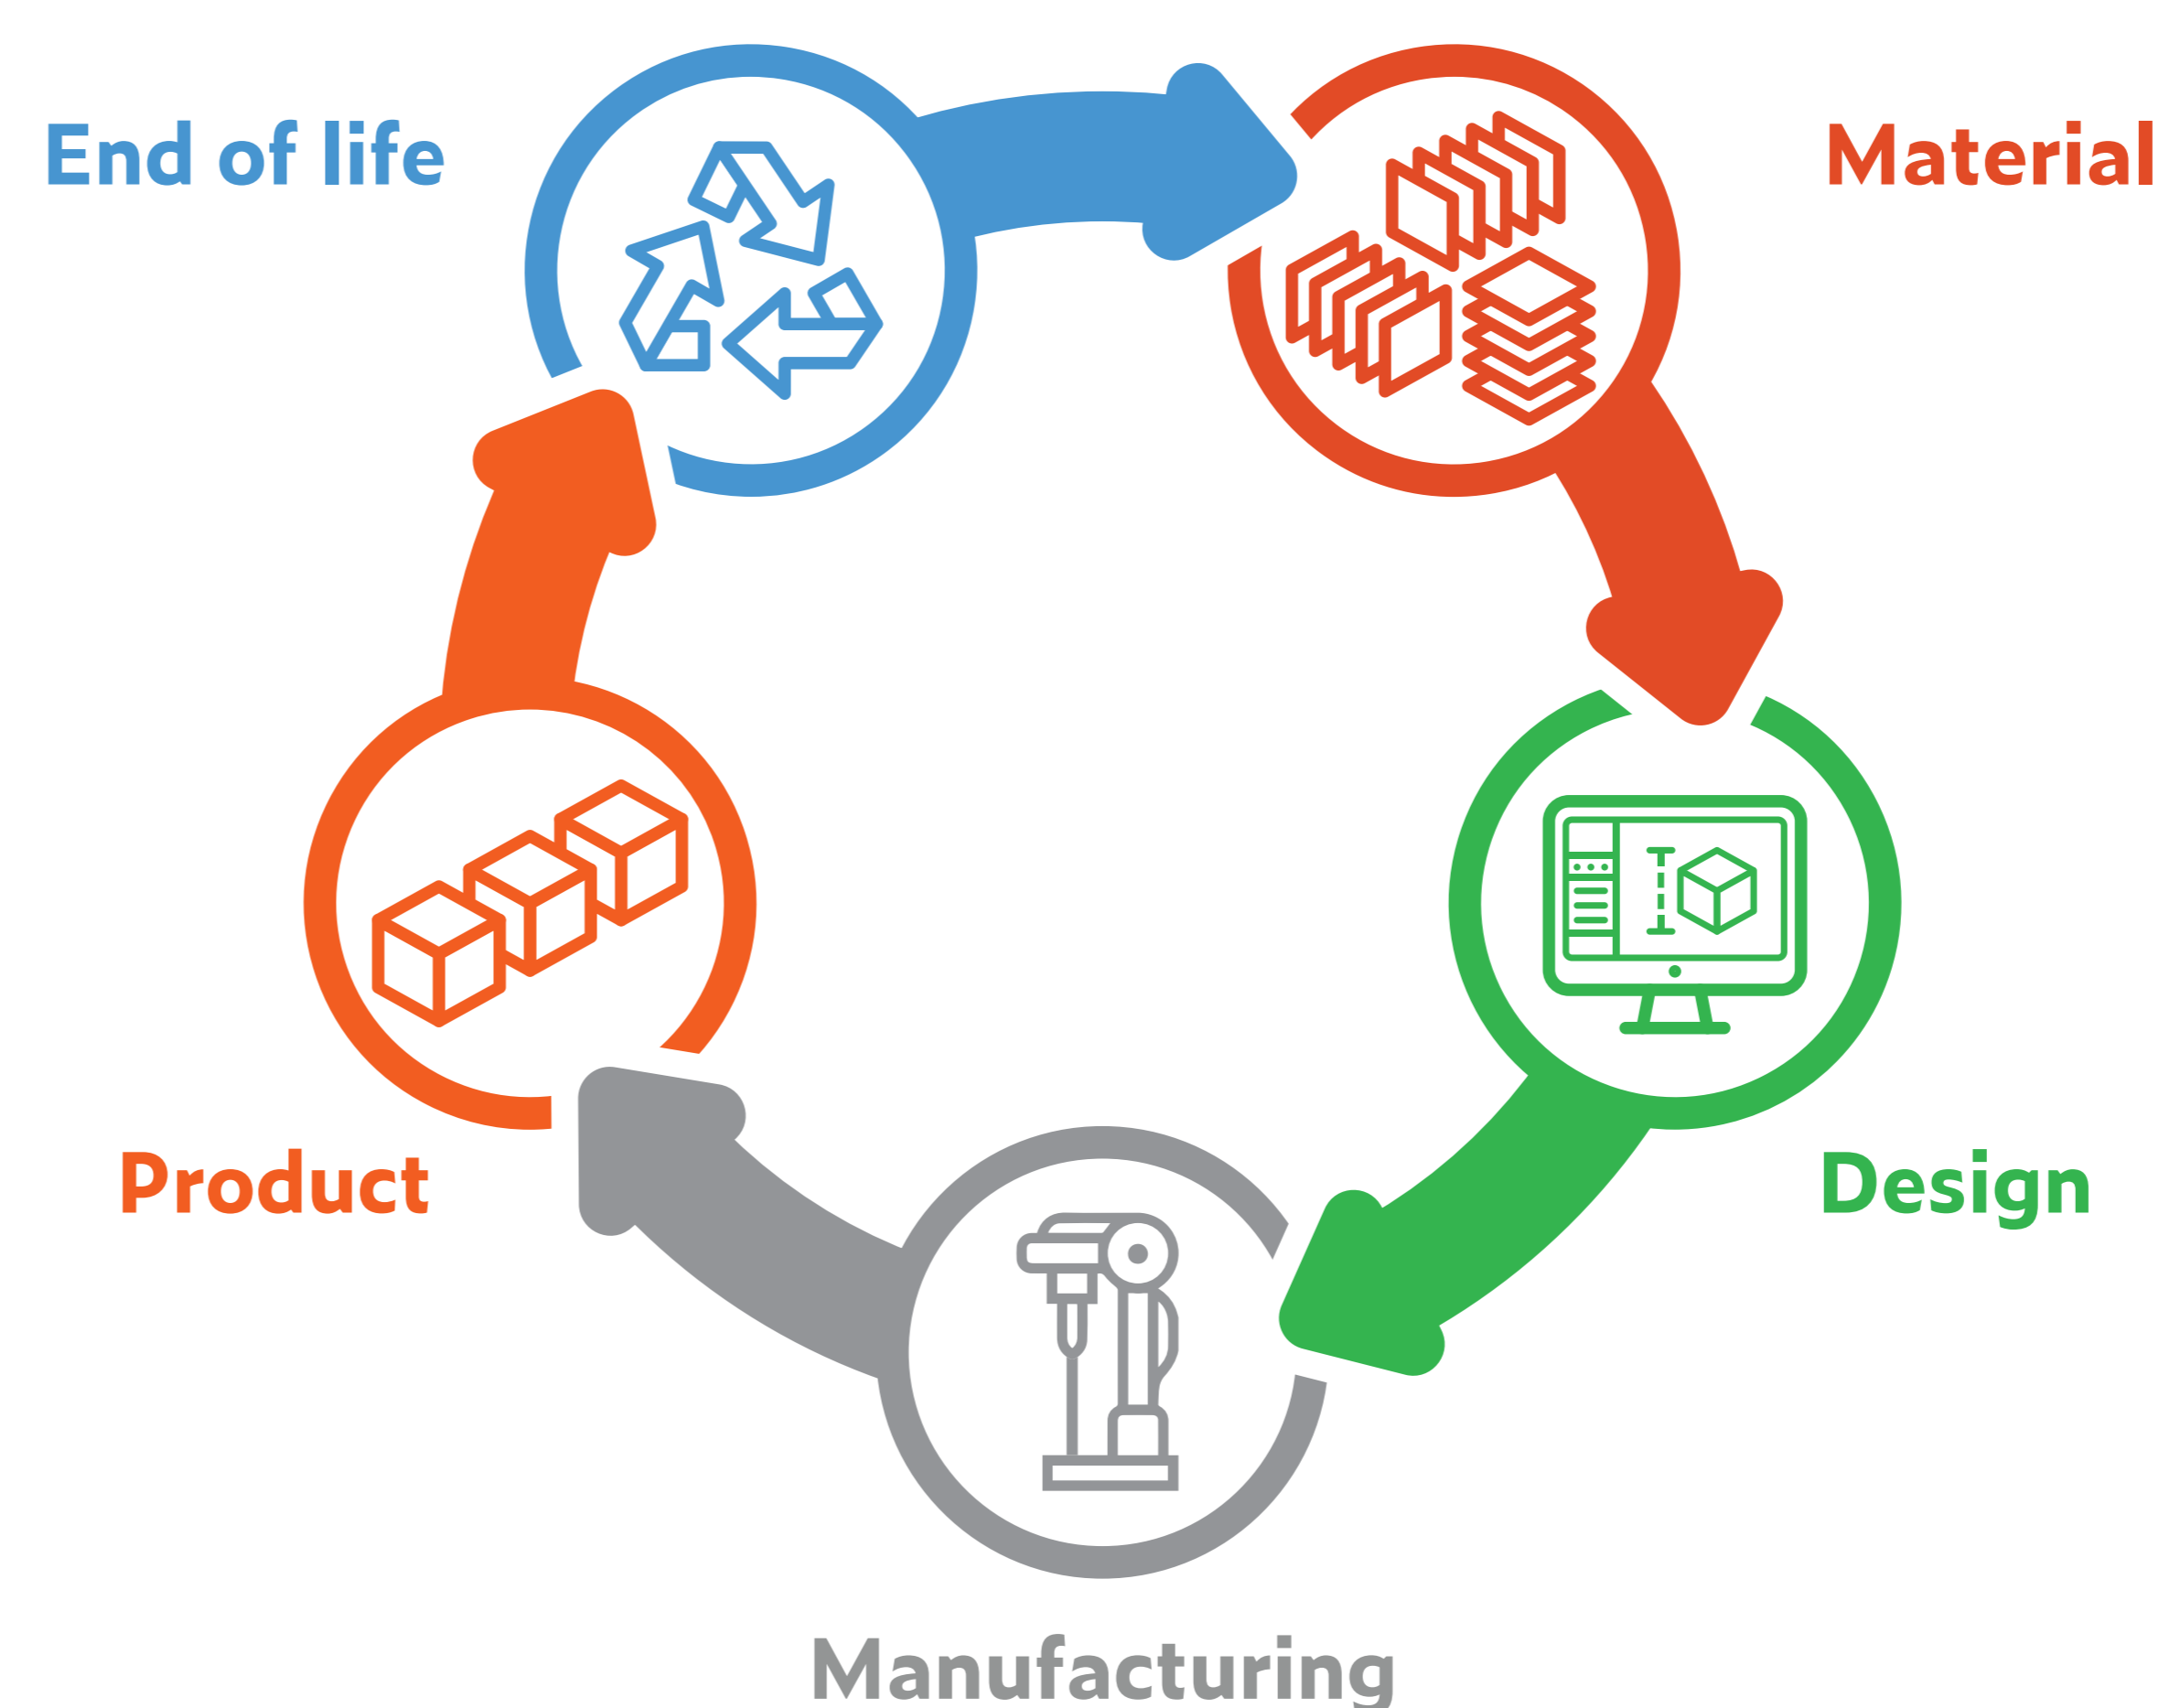 End of life
Material
Product
Design
Manufacturing